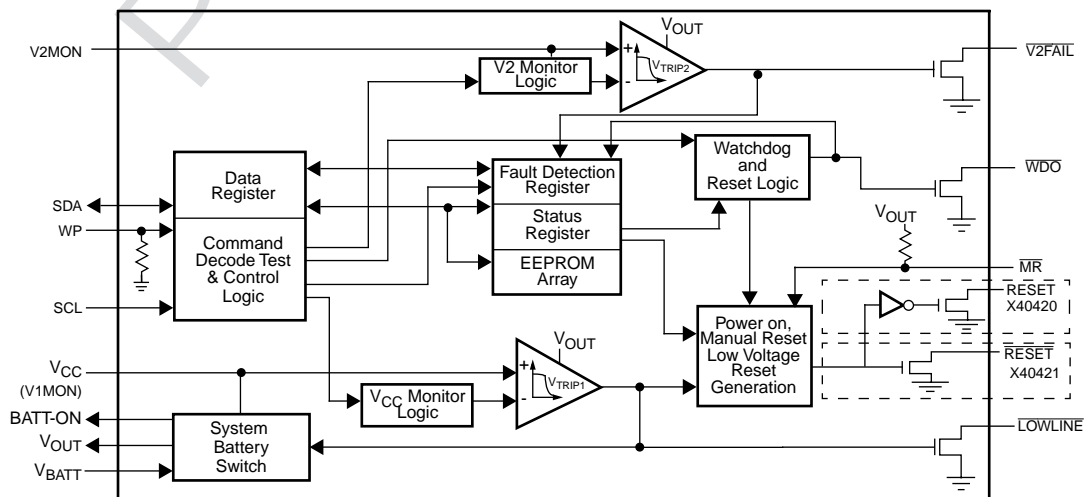 V2MON
V2 Monitor
Logic
+
-
VOUT
VTRIP2
V2FAIL
Data
Register
Command
Decode Test
& Control
Logic
SDA
WP
SCL
Fault Detection
Register
Status
Register
EEPROM
Array
Watchdog
and
Reset Logic
WDO
VOUT
MR
Power on,
Manual Reset
Low Voltage
Reset
Generation
RESET
X40420
RESET
X40421
VCC
(V1MON)
BATT-ON
VOUT
VBATT
System
Battery
Switch
VCC Monitor
Logic
+
-
VOUT
VTRIP1
LOWLINE